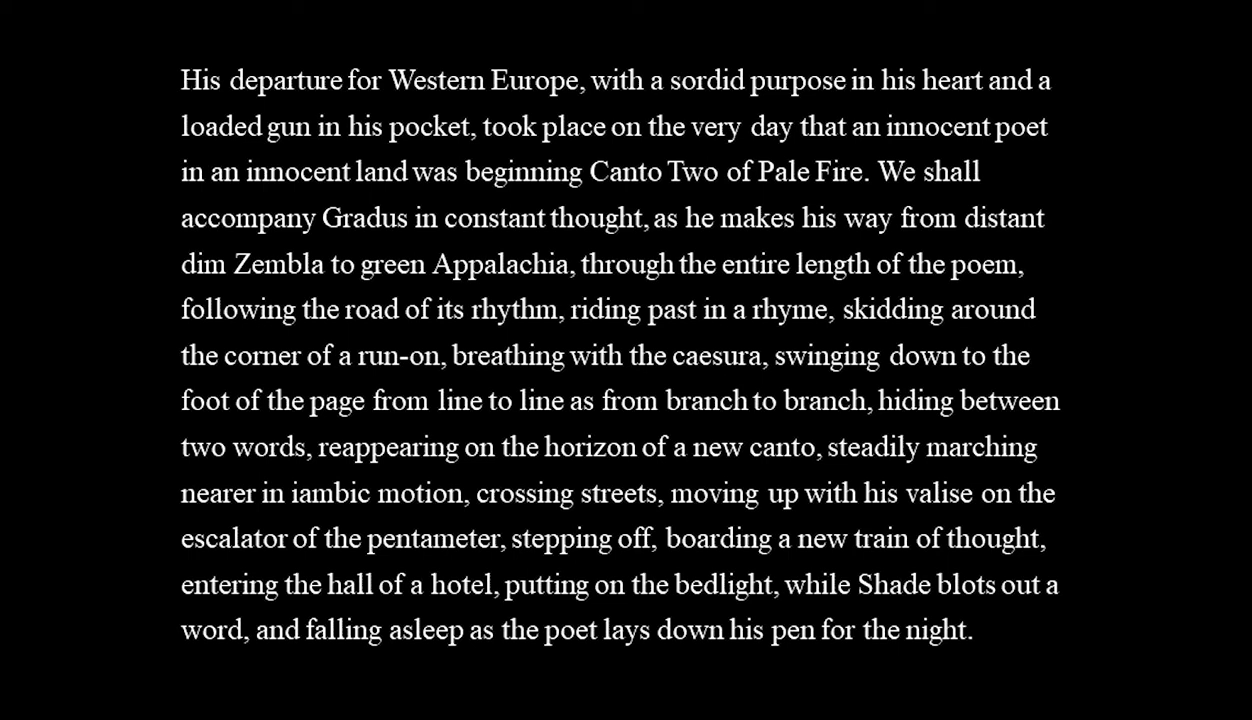 His departure for Western Europe, with a sordid purpose in his heart and a
loaded gun in his pocket, took place on the very day that an innocent poet
in an innocent land was beginning Canto Two of Pale Fire. We shall
accompany Gradus in constant thought, as he makes his way from distant
dim Zembla to green Appalachia, through the entire length of the poem,
following the road of its rhythm, riding past in a rhyme, skidding around
the corner of a run-on, breathing with the caesura, swinging down to the
foot of the page from line to line as from branch to branch, hiding between
two words, reappearing on the horizon of a new canto, steadily marching
nearer in iambic motion, crossing streets, moving up with his valise on the
escalator of the pentameter, stepping off, boarding a new train of thought,
entering the hall of a hotel, putting on the bedlight, while Shade blots out a
word, and falling asleep as the poet lays down his pen for the night.